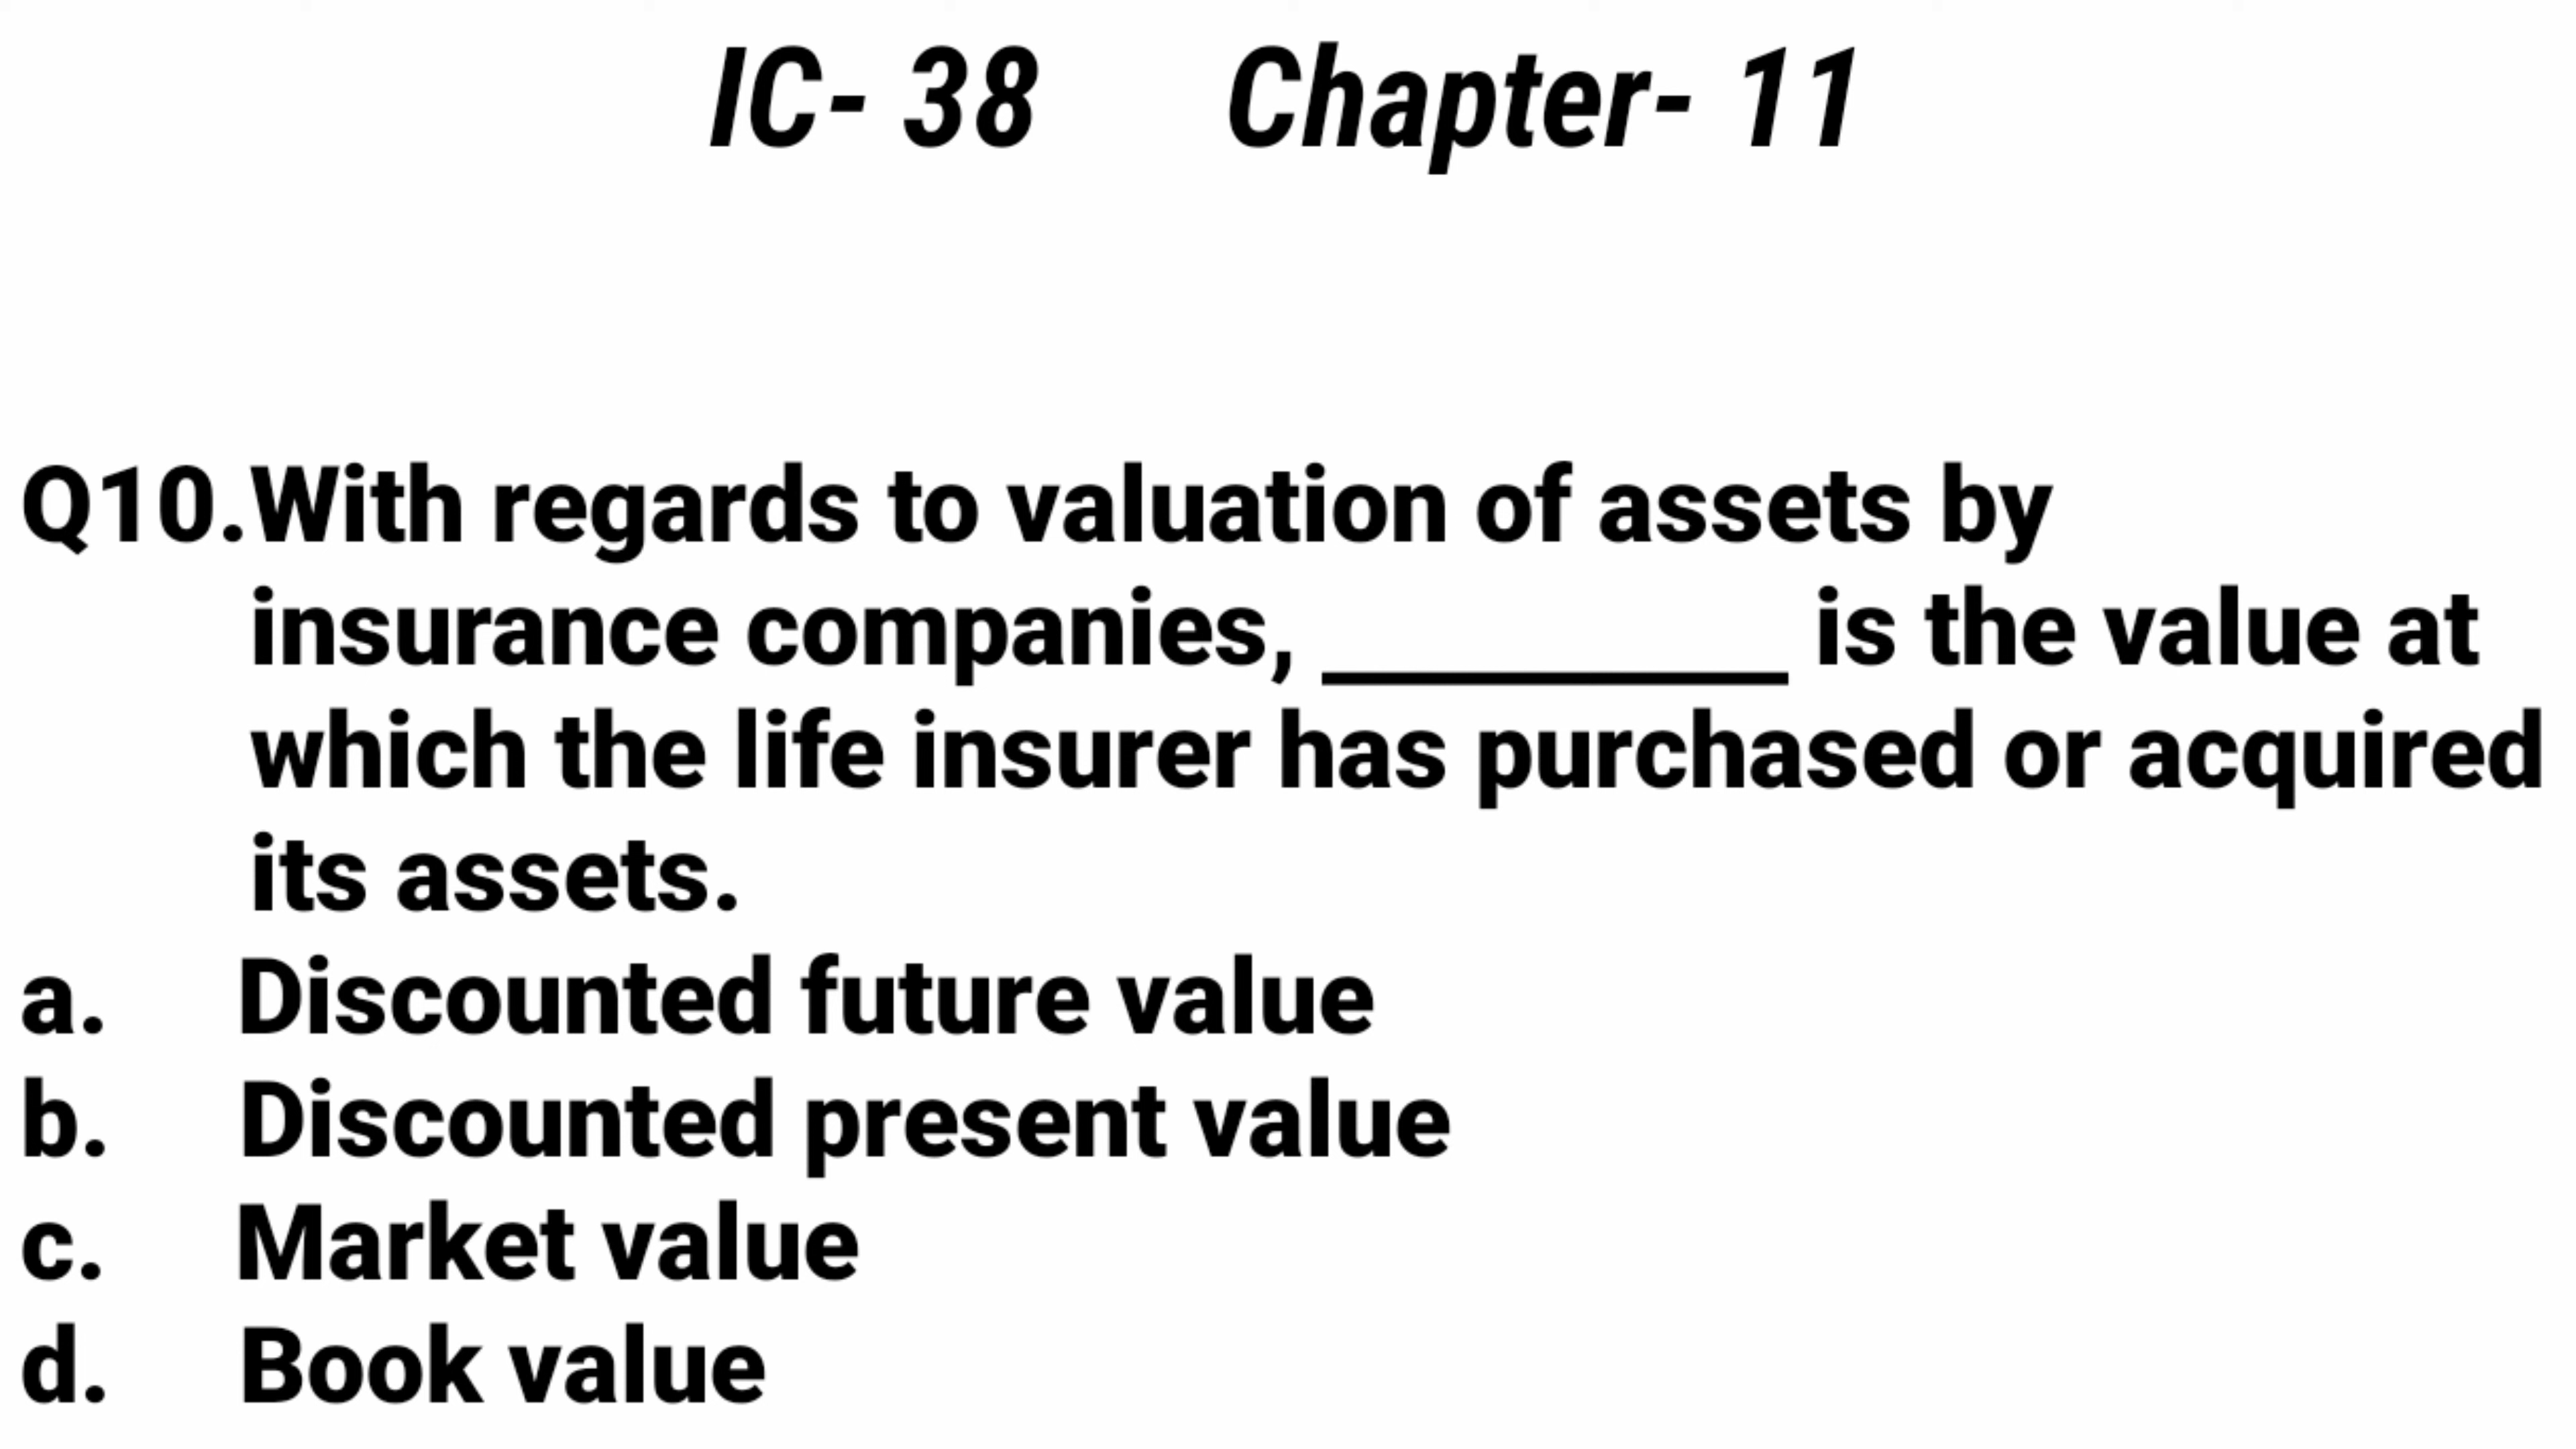 IC- 38 Chapter- 11
Q10.With regards to valuation of assets by
insurance companies, __________ is the value at
which the life insurer has purchased or acquired
its assets.
a. Discounted future value
b. Discounted present value
c. Market value
d. Book value